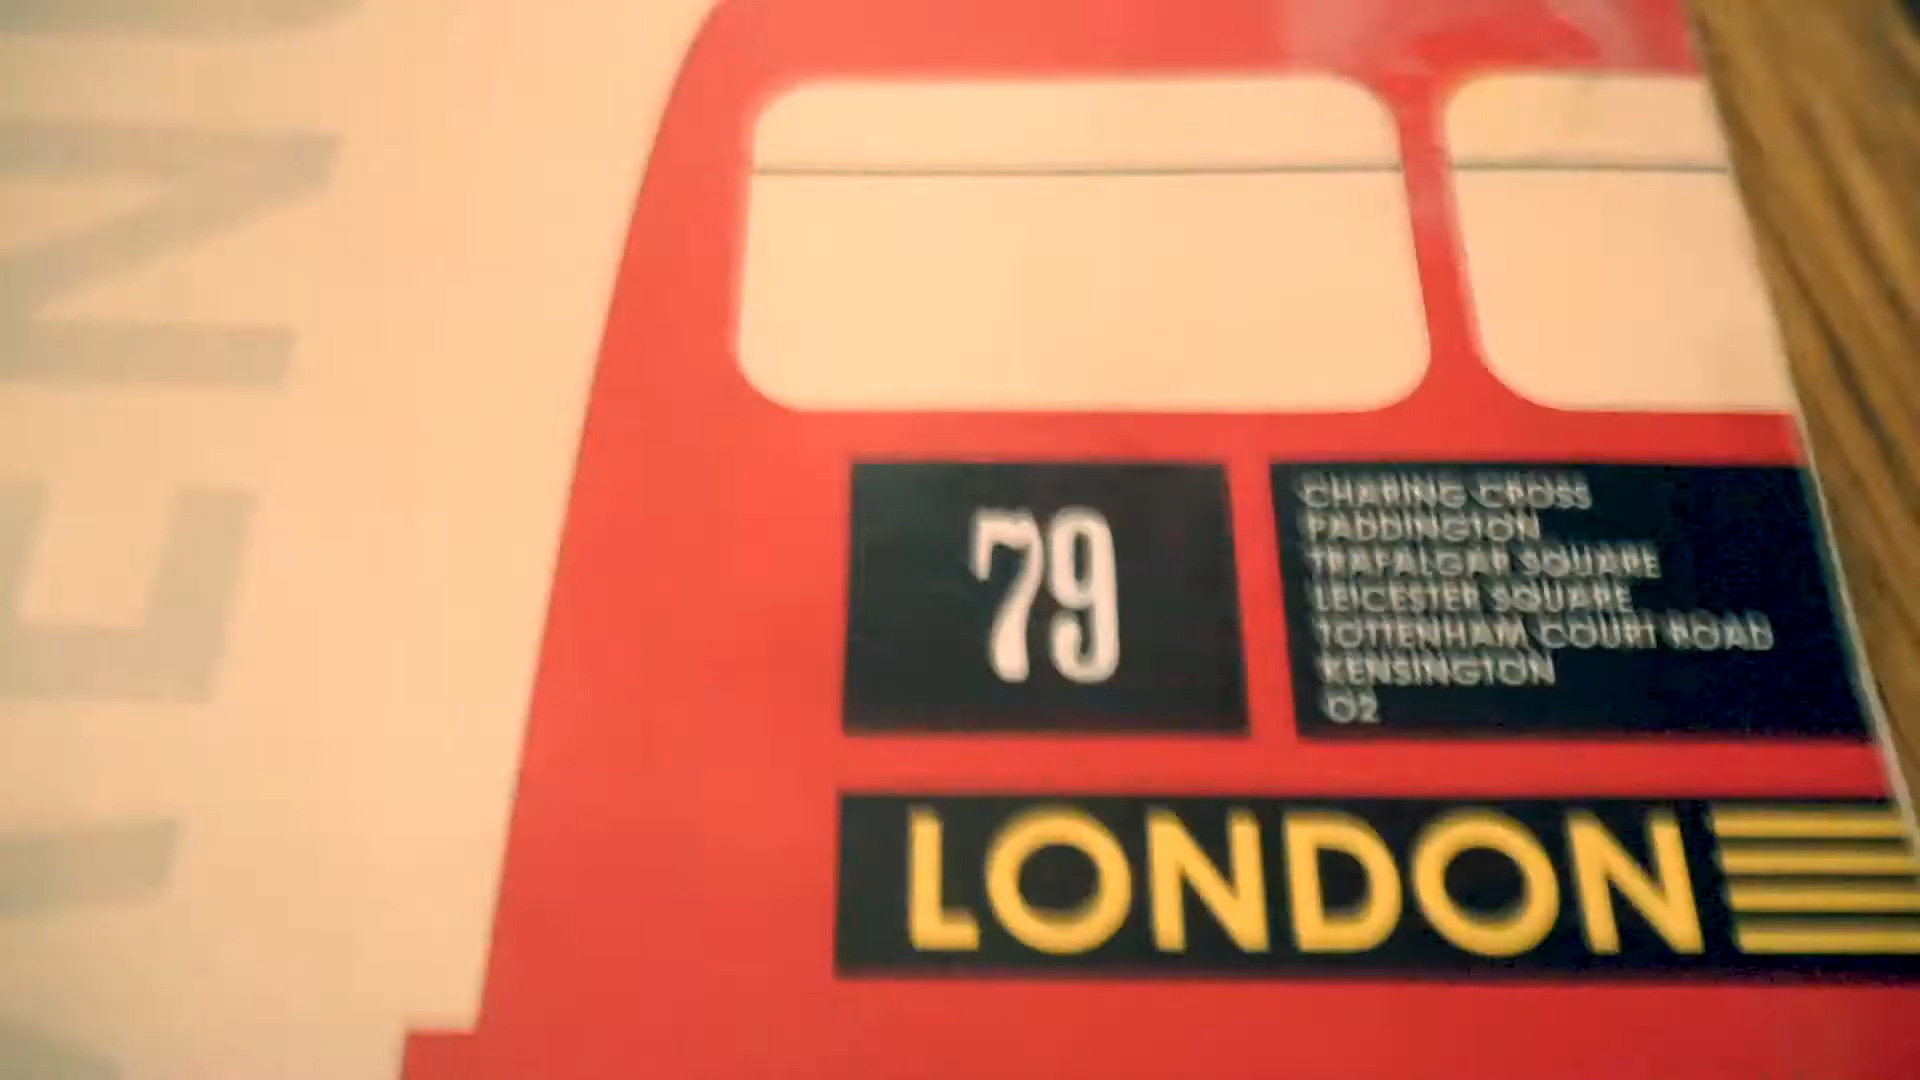 79
CHARING CROSS
PADDINGTON
TRAFALGAR SQUARE
LEICESTER SQUARE
TOTTENHAM COURT ROAD
KENSINGTON
O2
LONDON